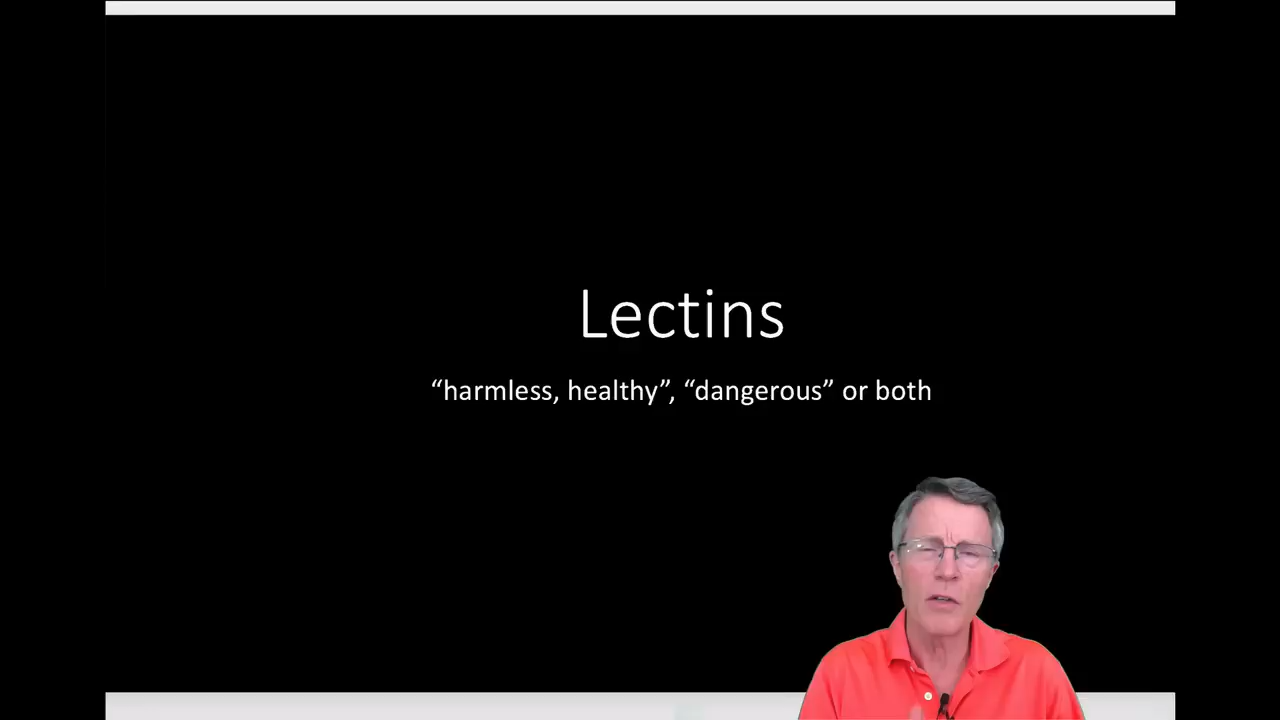 Lectins
“harmless, healthy”, “dangerous” or both